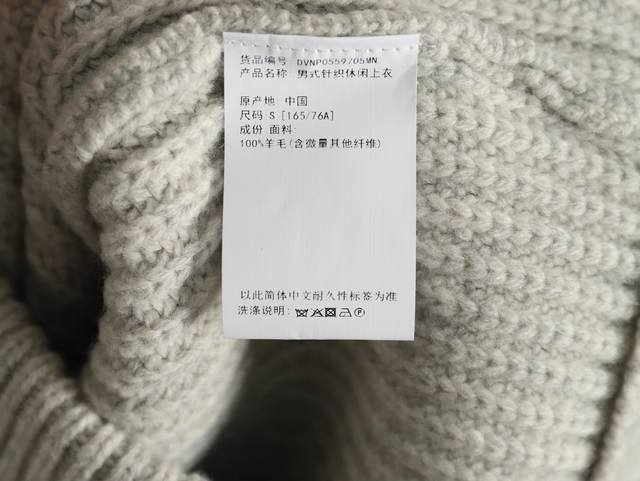 货品编号 DVNP0559705WN
产品名称 男式针织休闲上衣
原产地: 中国
尺码 S [165/76A]
成份 面料:
100%羊毛(含微量其他纤维)
以此简体中文耐久性标签为准
洗涤说明: